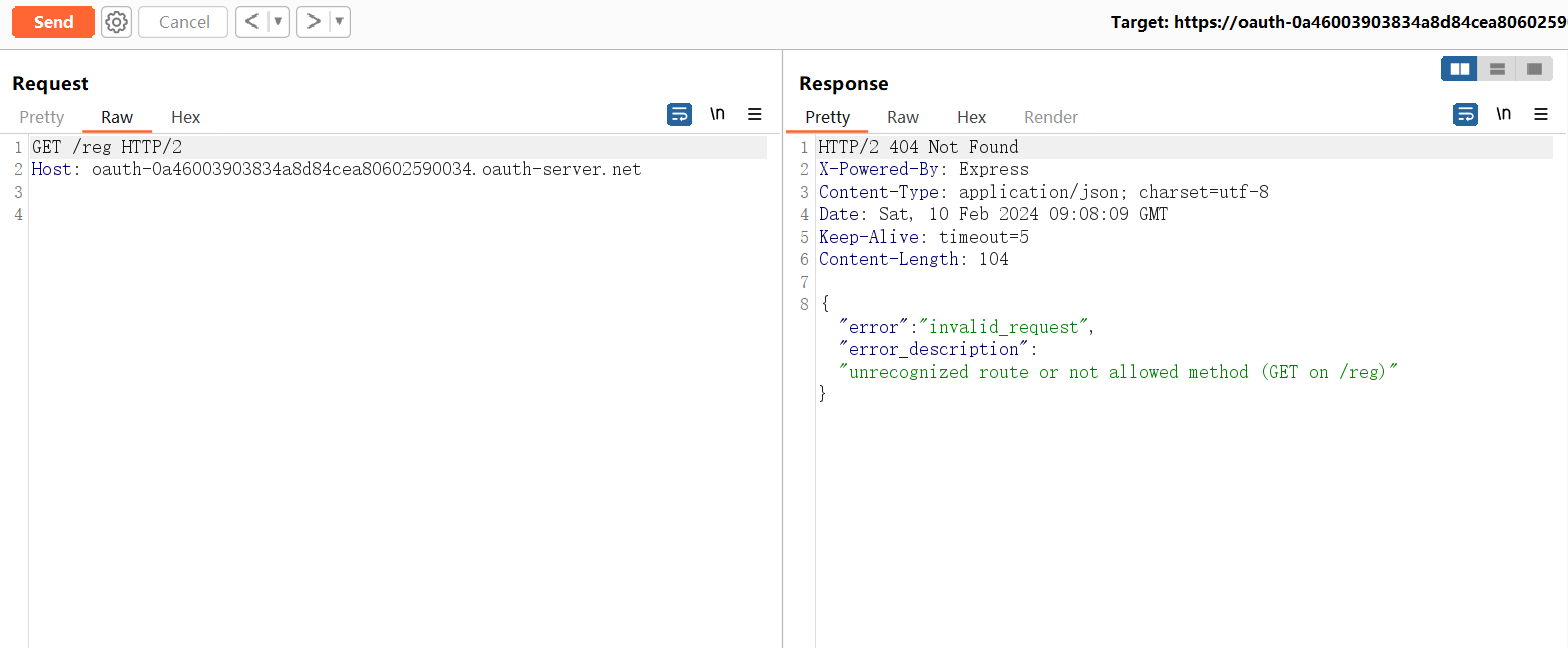 Send Cancel < ▼ > ▼ Target: https://oauth-0a46003903834a8d84cea8060259
Request
Pretty Raw Hex \n
1 GET /reg HTTP/2
2 Host: oauth-0a46003903834a8d84cea80602590034.oauth-server.net
3
4
Response
Pretty Raw Hex Render \n
1 HTTP/2 404 Not Found
2 X-Powered-By: Express
3 Content-Type: application/json; charset=utf-8
4 Date: Sat, 10 Feb 2024 09:08:09 GMT
5 Keep-Alive: timeout=5
6 Content-Length: 104
7
8 {
"error":"invalid_request",
"error_description":
"unrecognized route or not allowed method (GET on /reg)"
}